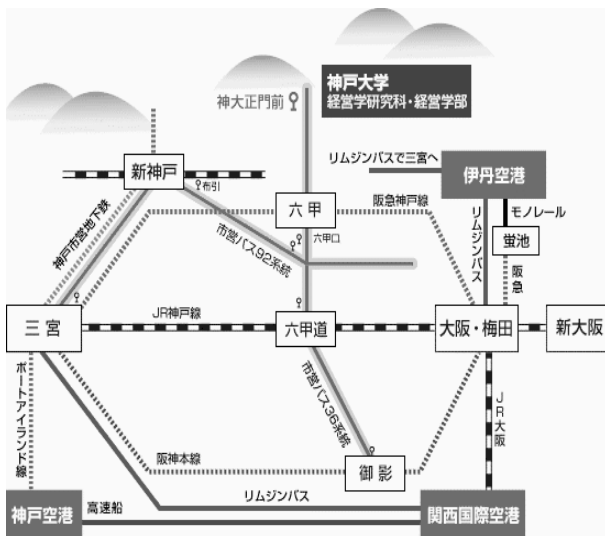 神戸大学
経営学研究科・経営学部
神大正門前
リムジンバスで三宮へ
伊丹空港
新神戸
布引
六甲
阪急神戸線
リムジンバス
モノレール
六甲口
蛍池
神戸市営地下鉄
市営バス92系統
阪急
三宮
JR神戸線
六甲道
大阪・梅田
新大阪
ポートアイランド線
市営バス36系統
JR大阪
阪神本線
御影
神戸空港
高速船
リムジンバス
関西国際空港